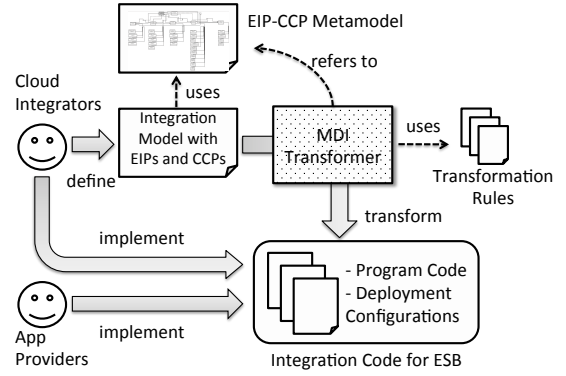 EIP-CCP Metamodel
refers to
Cloud
Integrators
uses
Integration
Model with
EIPs and CCPs
MDI
Transformer
uses
define
Transformation
Rules
transform
implement
- Program Code
- Deployment
Configurations
implement
App
Providers
Integration Code for ESB